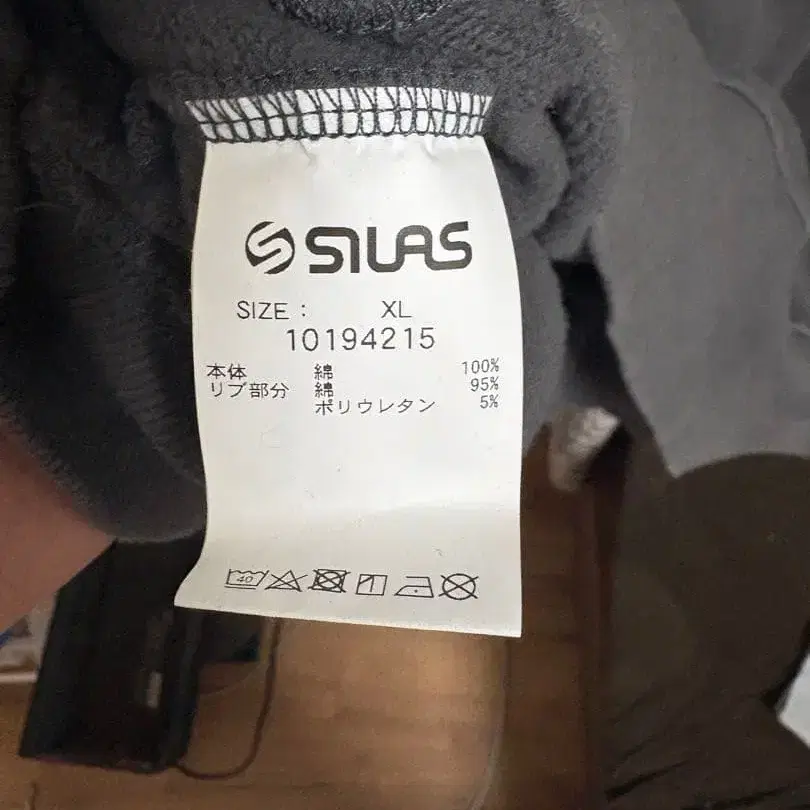 SILAS
SIZE : XL
10194215
本体 綿 100%
リブ部分 綿 95%
ポリウレタン 5%
40